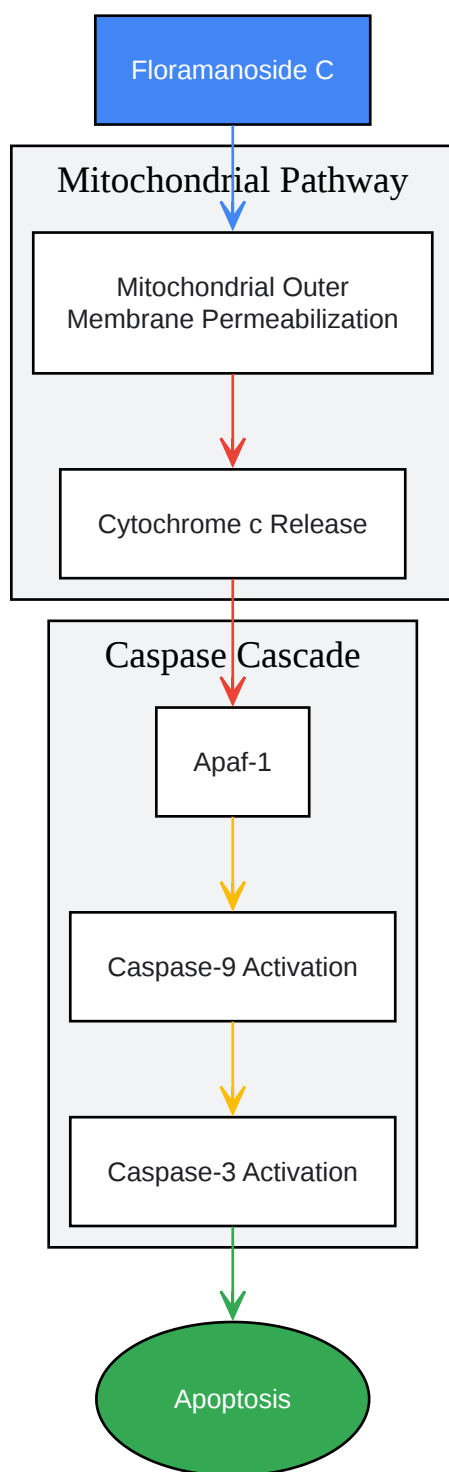 Floramanoside C
Mitochondrial Pathway
Mitochondrial Outer
Membrane Permeabilization
Cytochrome c Release
Caspase Cascade
Apaf-1
Caspase-9 Activation
Caspase-3 Activation
Apoptosis